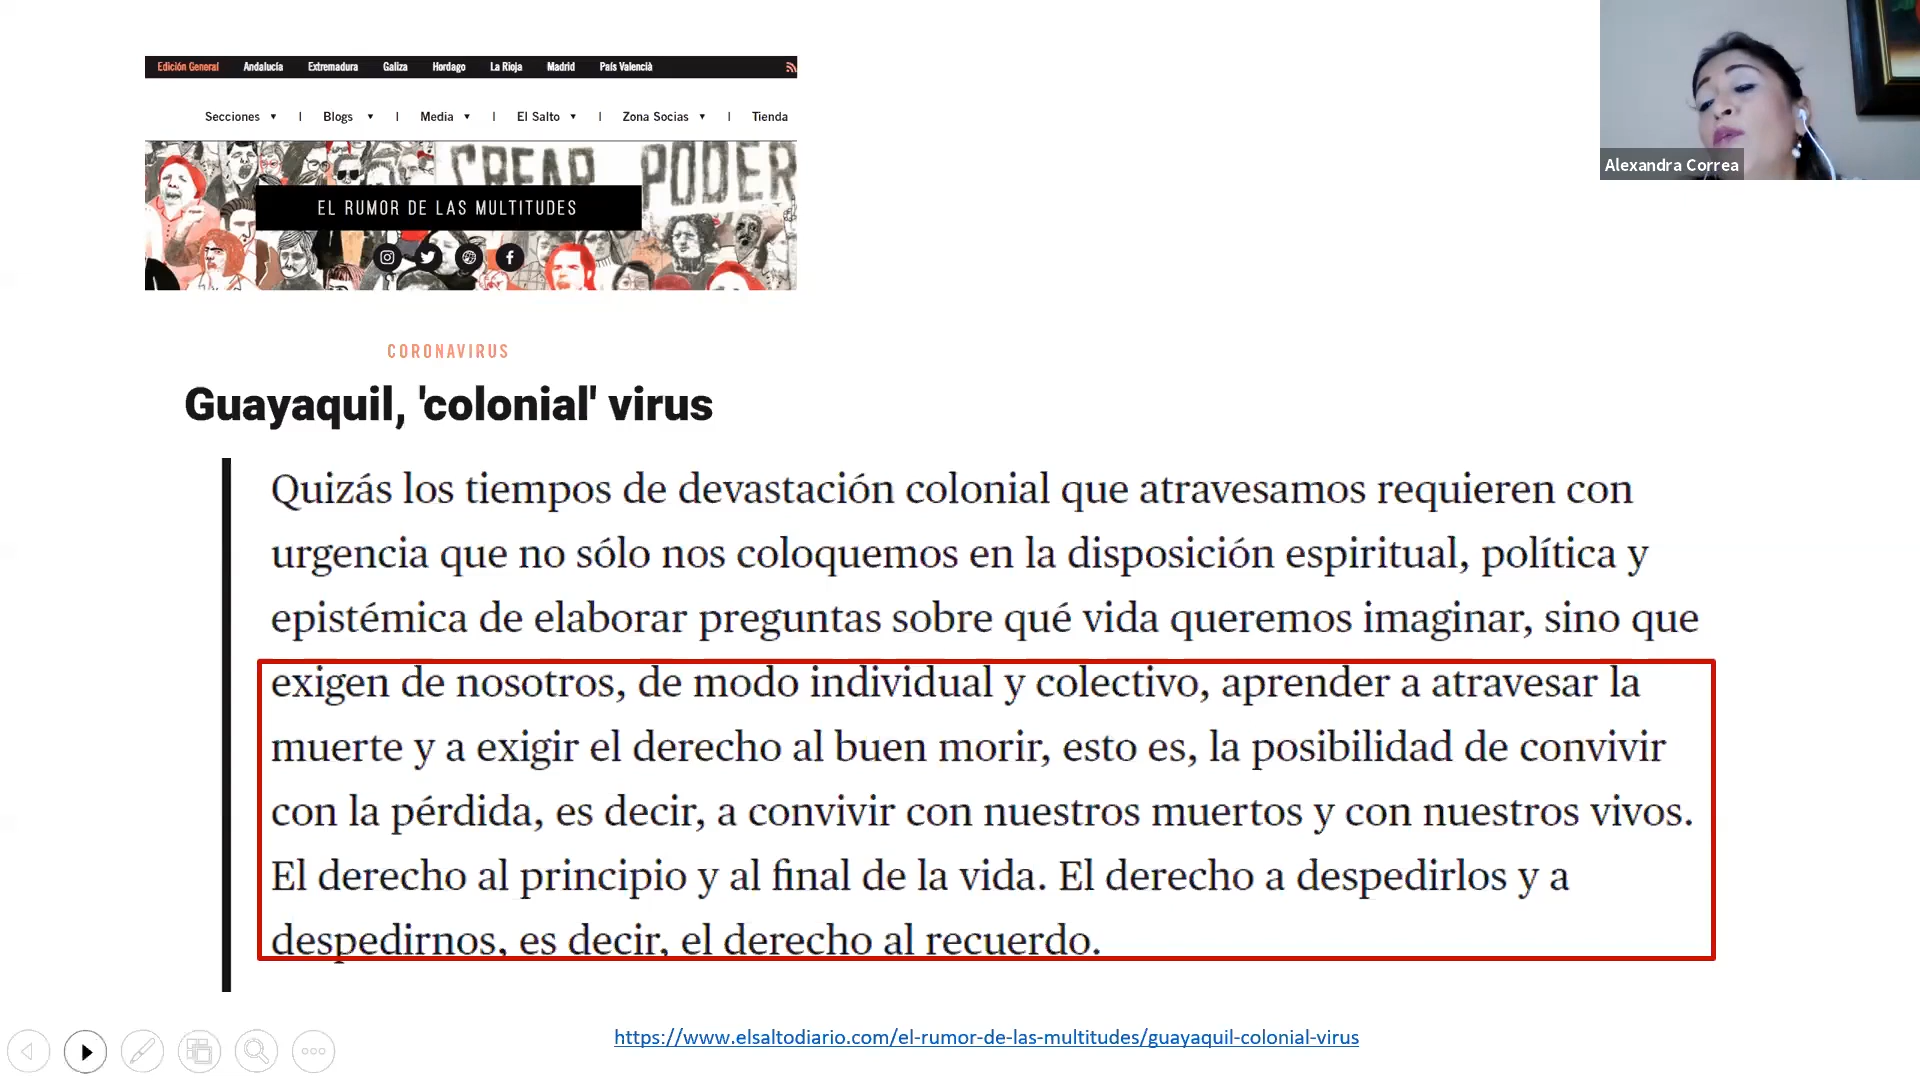 Edición General Andalucía Extremadura Galiza Hordago La Rioja Madrid País Valencià
Secciones ▼ | Blogs ▼ | Media ▼ | El Salto ▼ | Zona Socias ▼ | Tienda
CREAR PODER
EL RUMOR DE LAS MULTITUDES
Alexandra Correa
CORONAVIRUS
Guayaquil, 'colonial' virus
Quizás los tiempos de devastación colonial que atravesamos requieren con
urgencia que no sólo nos coloquemos en la disposición espiritual, política y
epistémica de elaborar preguntas sobre qué vida queremos imaginar, sino que
exigen de nosotros, de modo individual y colectivo, aprender a atravesar la
muerte y a exigir el derecho al buen morir, esto es, la posibilidad de convivir
con la pérdida, es decir, a convivir con nuestros muertos y con nuestros vivos.
El derecho al principio y al final de la vida. El derecho a despedirlos y a
despedirnos, es decir, el derecho al recuerdo.
https://www.elsaltodiario.com/el-rumor-de-las-multitudes/guayaquil-colonial-virus